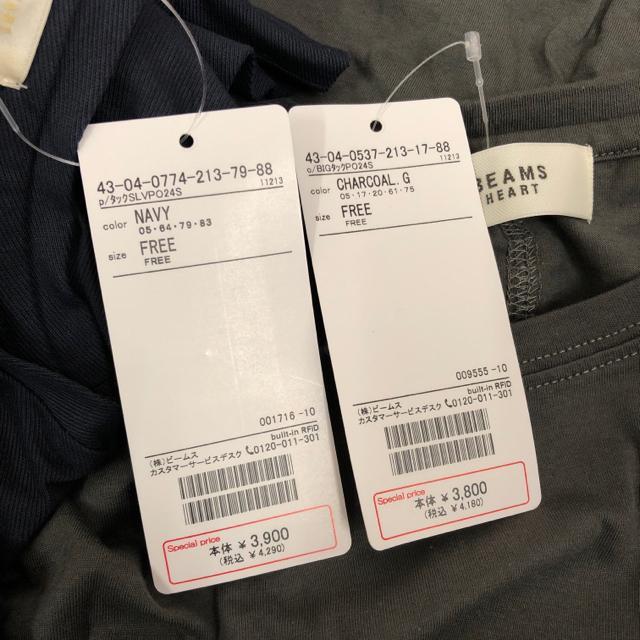 43-04-0774-213-79-88
p/タックSLVPO24S 11213
color NAVY
05・64・79・83
size FREE
FREE
001716 -10
built-in RFID
(株)ビームス
カスタマーサービスデスク 0120-011-301
Special price
本体 ¥3,900
(税込 ¥4,290)
43-04-0537-213-17-88
o/BIGタックPO24S 11213
color CHARCOAL.G
05・17・20・61・75
size FREE
FREE
009555 -10
built-in RFID
(株)ビームス
カスタマーサービスデスク 0120-011-301
Special price
本体 ¥3,800
(税込 ¥4,180)
BEAMS
HEART